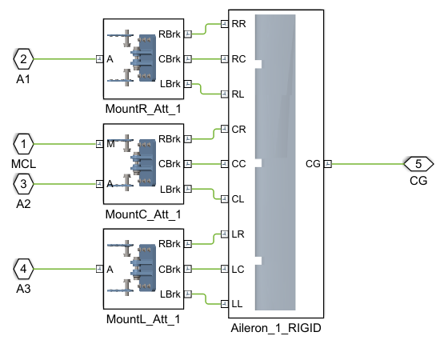 RBrk
RR
2
A
CBrk
RC
A1
LBrk
RL
MountR_Att_1
RBrk
CR
1
M
MCL
CBrk
CC
CG
5
3
A
CG
A2
LBrk
CL
MountC_Att_1
RBrk
LR
4
A
CBrk
LC
A3
LBrk
LL
MountL_Att_1
Aileron_1_RIGID